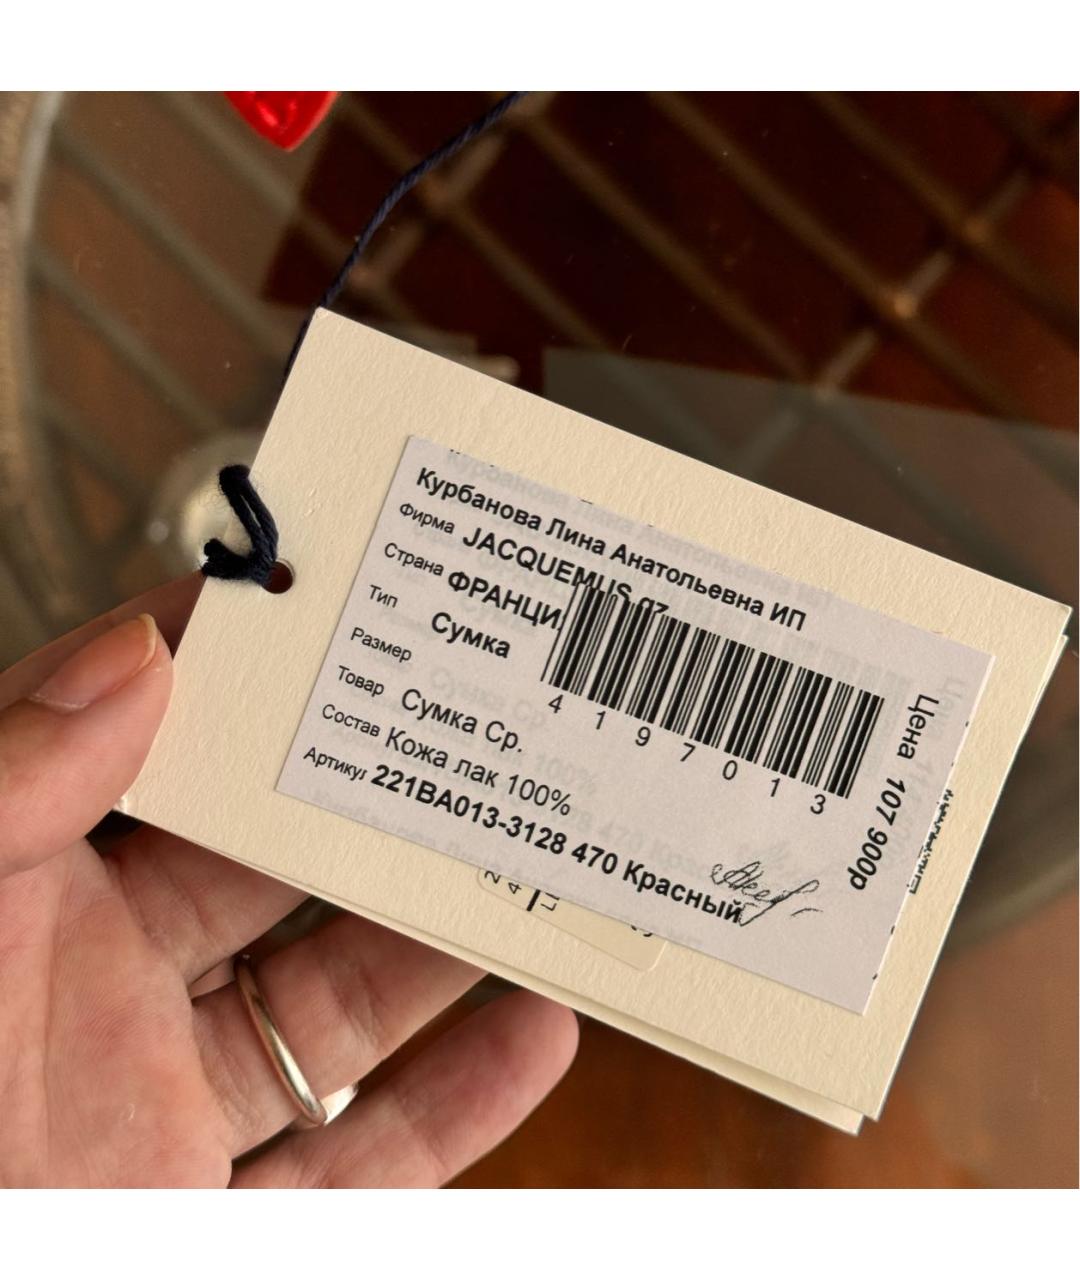 Курбанова Лина Анатольевна ИП
Фирма JACQUEMUS gz
Страна ФРАНЦИ
Тип Сумка
Размер
Товар Сумка Ср.
Состав Кожа лак 100%
Артикул 221BA013-3128 470 Красный
4197013
Цена 107 900р